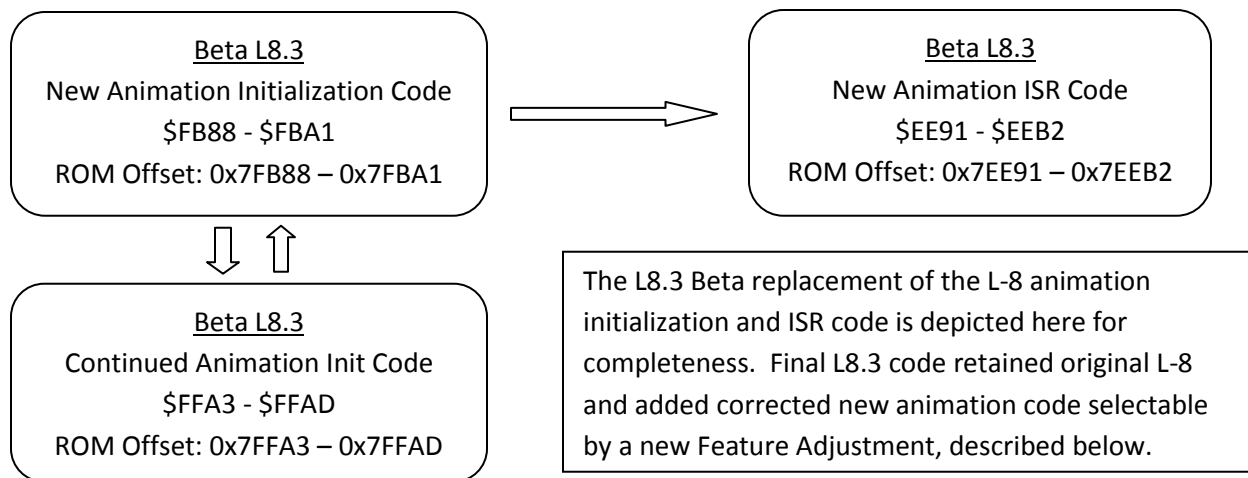 Beta L8.3
New Animation Initialization Code
$FB88 - $FBA1
ROM Offset: 0x7FB88 – 0x7FBA1
Beta L8.3
New Animation ISR Code
$EE91 - $EEB2
ROM Offset: 0x7EE91 – 0x7EEB2
Beta L8.3
Continued Animation Init Code
$FFA3 - $FFAD
ROM Offset: 0x7FFA3 – 0x7FFAD
The L8.3 Beta replacement of the L-8 animation
initialization and ISR code is depicted here for
completeness.  Final L8.3 code retained original L-8
and added corrected new animation code selectable
by a new Feature Adjustment, described below.